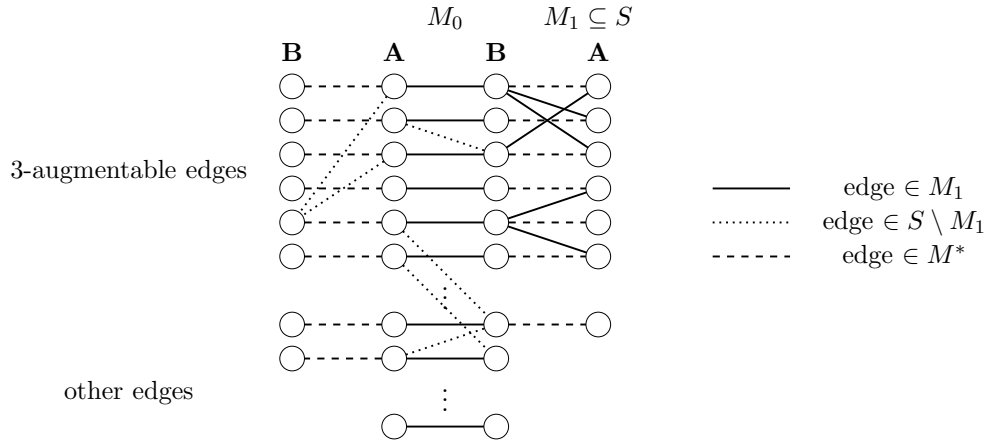 M₀ M₁ ⊆ S
B A B A
3-augmentable edges
edge ∈ M₁
edge ∈ S \ M₁
edge ∈ M*
other edges